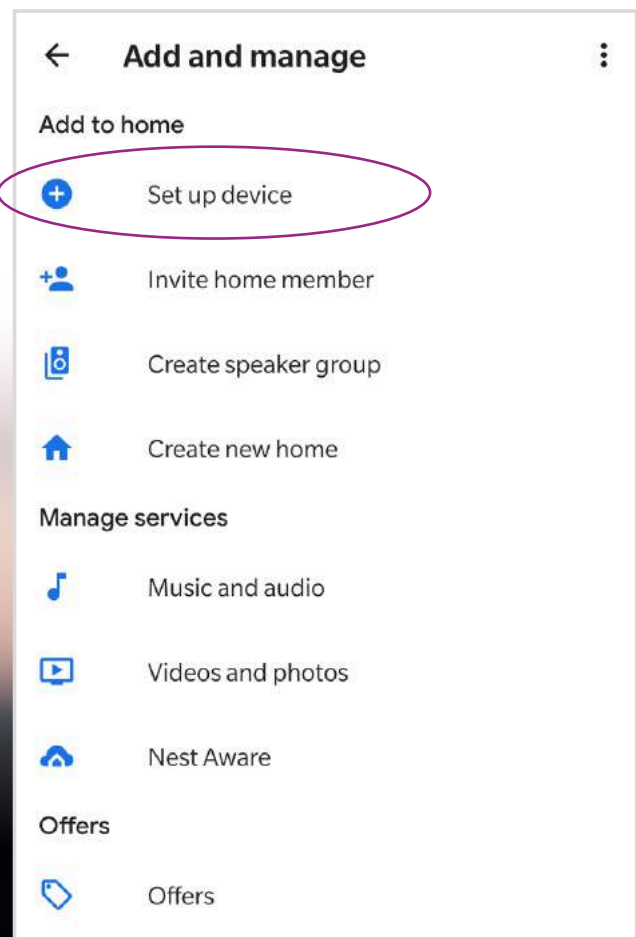 Add and manage
Add to home
Set up device
Invite home member
Create speaker group
Create new home
Manage services
Music and audio
Videos and photos
Nest Aware
Offers
Offers